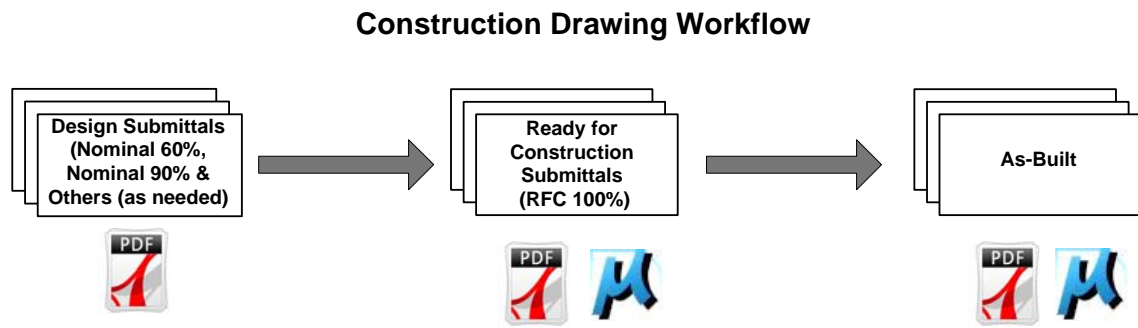 Construction Drawing Workflow
Design Submittals
(Nominal 60%,
Nominal 90% &
Others (as needed)
Ready for
Construction
Submittals
(RFC 100%)
As-Built
PDF
PDF
µ
PDF
µ